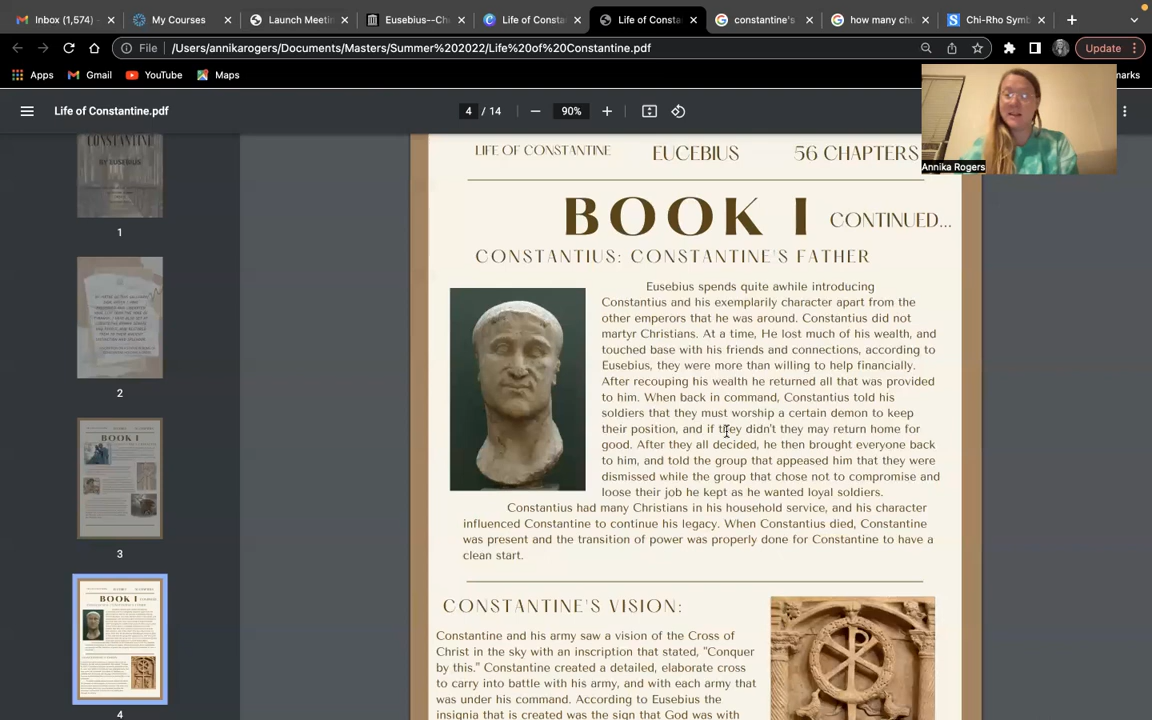 Inbox (1,574)
My Courses
Launch Meeti
Eusebius--Ch
Life of Consta
Life of Consta
constantine's
how many ch
Chi-Rho Symb
File
/Users/annikarogers/Documents/Masters/Summer%202022/Life%20of%20Constantine.pdf
Update
Apps
Gmail
YouTube
Maps
marks
Life of Constantine.pdf
4 / 14
90%
Annika Rogers
CONSTANTINE
BY EUSEBIUS
1
2
BOOK I
3
BOOK I
4
LIFE OF CONSTANTINE
EUCEBIUS
56 CHAPTERS
BOOK I CONTINUED...
CONSTANTIUS: CONSTANTINE'S FATHER
Eusebius spends quite awhile introducing
Constantius and his exemplarily character apart from the
other emperors that he was around. Constantius did not
martyr Christians. At a time, He lost much of his wealth, and
touched base with his friends and connections, according to
Eusebius, they were more than willing to help financially.
After recouping his wealth he returned all that was provided
to him. When back in command, Constantius told his
soldiers that they must worship a certain demon to keep
their position, and if they didn't they may return home for
good. After they all decided, he then brought everyone back
to him, and told the group that appeased him that they were
dismissed while the group that chose not to compromise and
loose their job he kept as he wanted loyal soldiers.
Constantius had many Christians in his household service, and his character
influenced Constantine to continue his legacy. When Constantius died, Constantine
was present and the transition of power was properly done for Constantine to have a
clean start.
CONSTANTINE'S VISION:
Constantine and his army saw a vision of the Cross of
Christ in the sky with an inscription that stated, "Conquer
by this." Constantine created a detailed, elaborate cross
to carry into battle with his army, and with each army that
was under his command. According to Eusebius the
insignia that is created was the sign that God was with